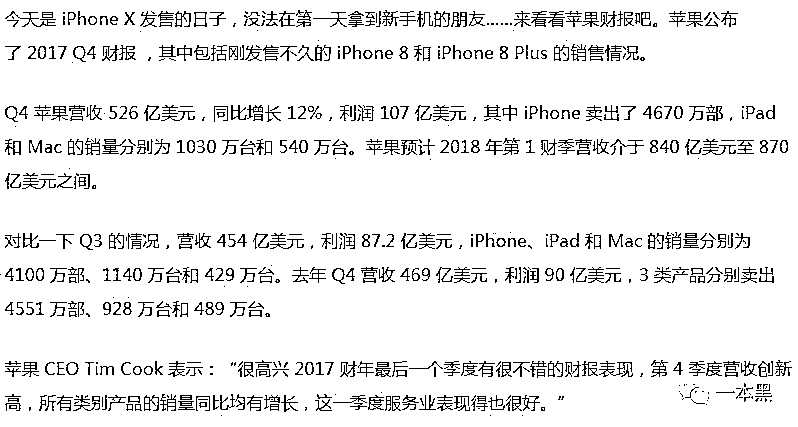 今天是 iPhone X 发售的日子，没法在第一天拿到新手机的朋友……来看看苹果财报吧。苹果公布
了 2017 Q4 财报 ，其中包括刚发售不久的 iPhone 8 和 iPhone 8 Plus 的销售情况。
Q4 苹果营收 526 亿美元，同比增长 12%，利润 107 亿美元，其中 iPhone 卖出了 4670 万部，iPad
和 Mac 的销量分别为 1030 万台和 540 万台。苹果预计 2018 年第 1 财季营收介于 840 亿美元至 870
亿美元之间。
对比一下 Q3 的情况，营收 454 亿美元，利润 87.2 亿美元，iPhone、iPad 和 Mac 的销量分别为
4100 万部、1140 万台和 429 万台。去年 Q4 营收 469 亿美元，利润 90 亿美元，3 类产品分别卖出
4551 万部、928 万台和 489 万台。
苹果 CEO Tim Cook 表示：“很高兴 2017 财年最后一个季度有很不错的财报表现，第 4 季度营收创新
高，所有类别产品的销量同比均有增长，这一季度服务业表现得也很好。”
一本黑